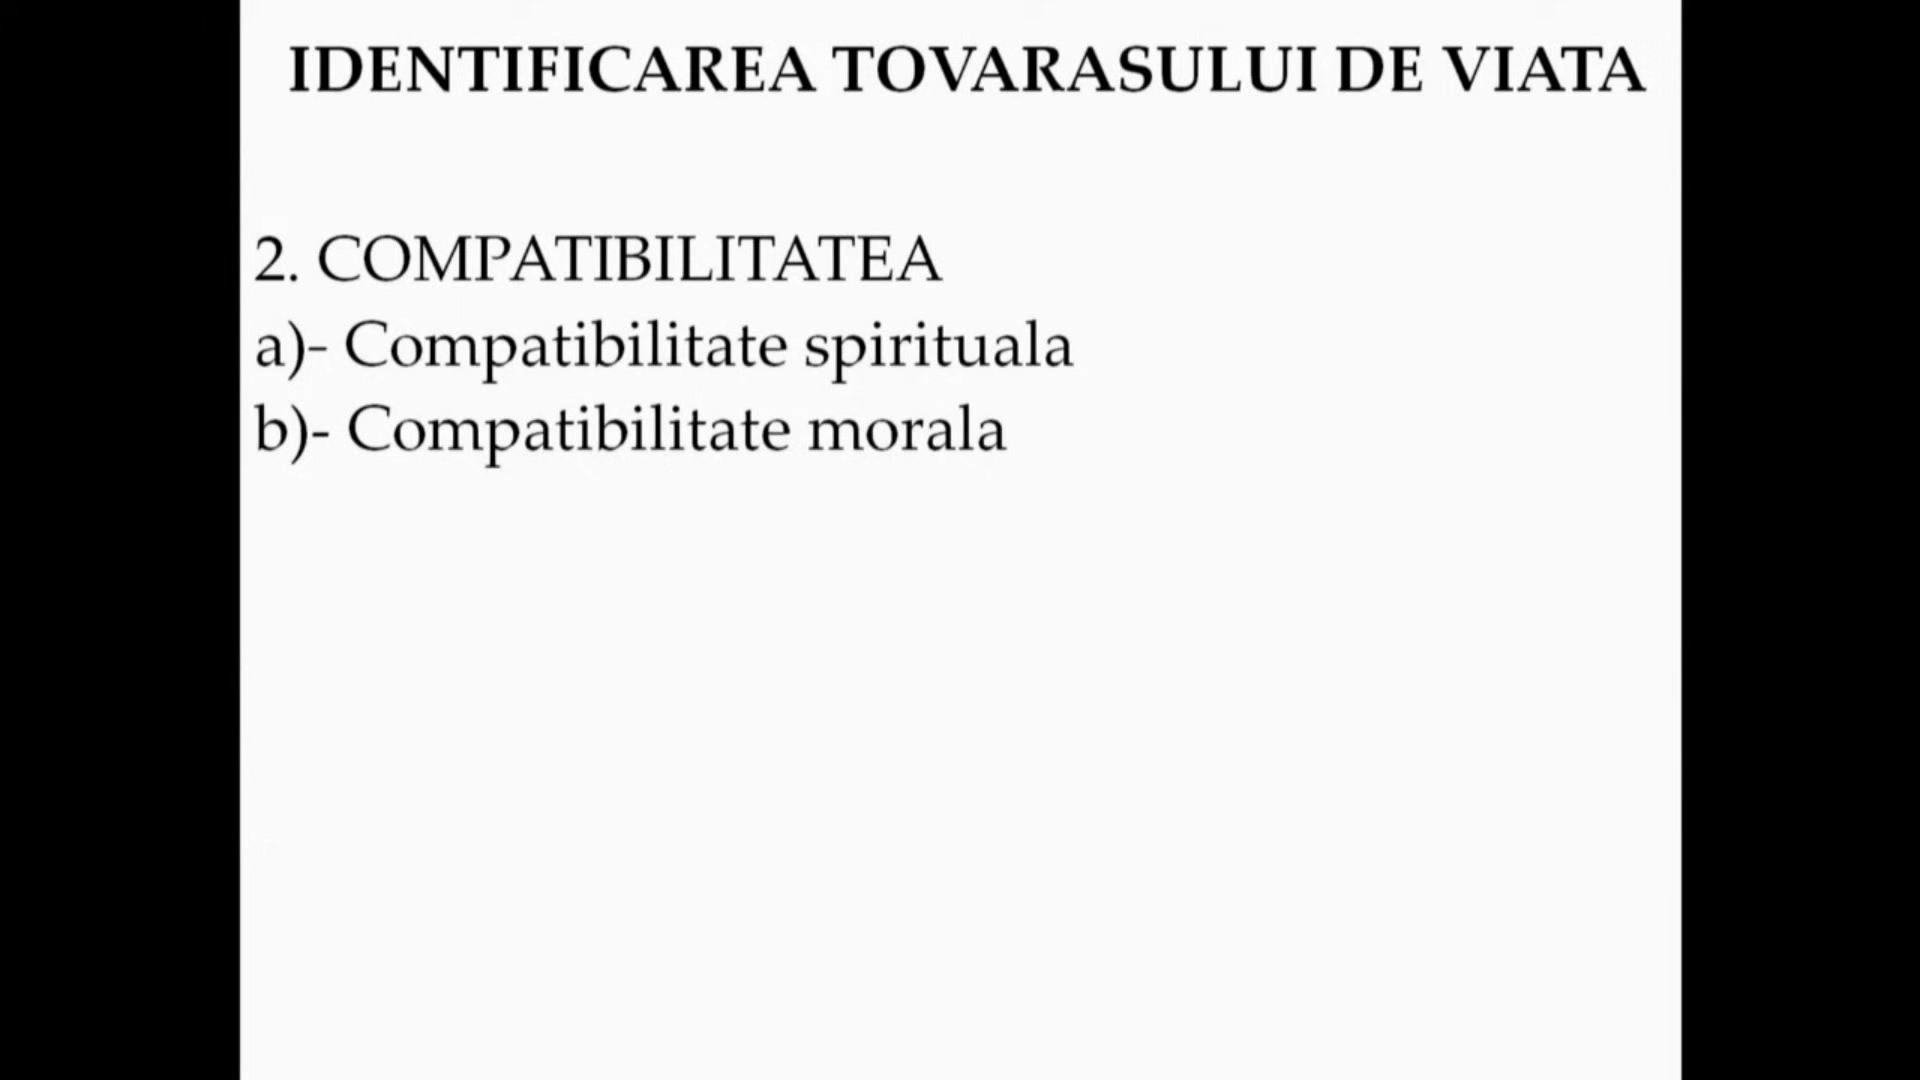 IDENTIFICAREA TOVARASULUI DE VIATA
2. COMPATIBILITATEA
a)- Compatibilitate spirituala
b)- Compatibilitate morala